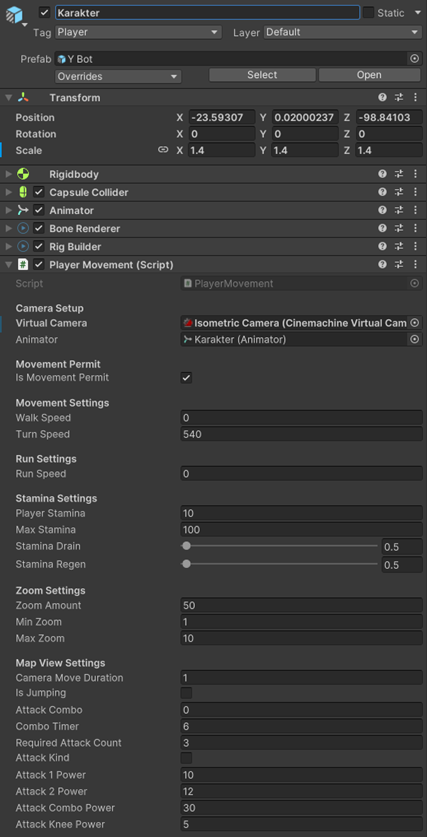 Karakter Static
Tag Player Layer Default
Prefab Y Bot
Overrides Select Open
Transform
Position X -23.59307 Y 0.02000237 Z -98.84103
Rotation X 0 Y 0 Z 0
Scale X 1.4 Y 1.4 Z 1.4
Rigidbody
Capsule Collider
Animator
Bone Renderer
Rig Builder
# Player Movement (Script)
Script # PlayerMovement
Camera Setup
Virtual Camera Isometric Camera (Cinemachine Virtual Cam
Animator Karakter (Animator)
Movement Permit
Is Movement Permit
Movement Settings
Walk Speed 0
Turn Speed 540
Run Settings
Run Speed 0
Stamina Settings
Player Stamina 10
Max Stamina 100
Stamina Drain 0.5
Stamina Regen 0.5
Zoom Settings
Zoom Amount 50
Min Zoom 1
Max Zoom 10
Map View Settings
Camera Move Duration 1
Is Jumping
Attack Combo 0
Combo Timer 6
Required Attack Count 3
Attack Kind
Attack 1 Power 10
Attack 2 Power 12
Attack Combo Power 30
Attack Knee Power 5